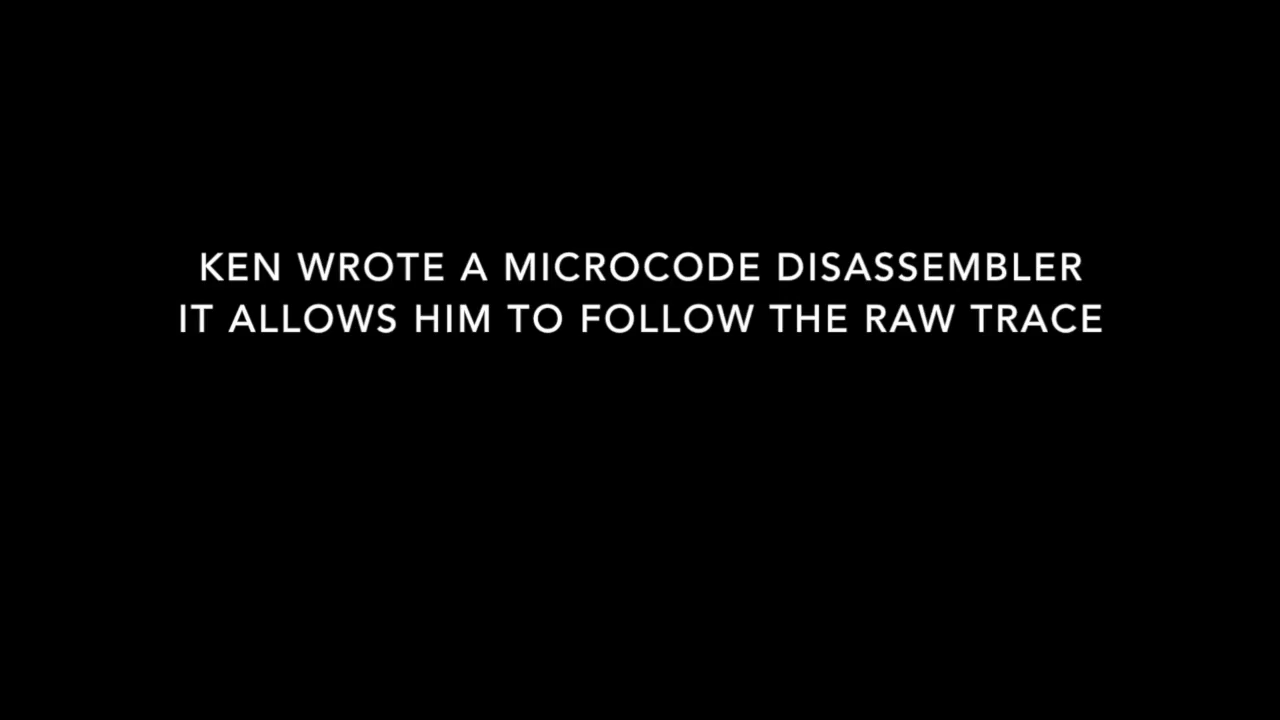 KEN WROTE A MICROCODE DISASSEMBLER
IT ALLOWS HIM TO FOLLOW THE RAW TRACE